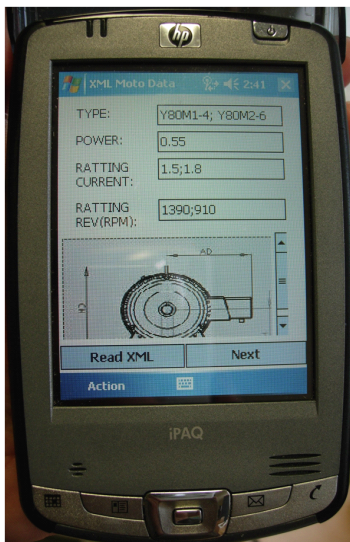 hp
XML Moto Data 2:41
TYPE: Y80M1-4; Y80M2-6
POWER: 0.55
RATTING CURRENT: 1.5;1.8
RATTING REV(RPM): 1390;910
AD
Read XML Next
Action
iPAQ